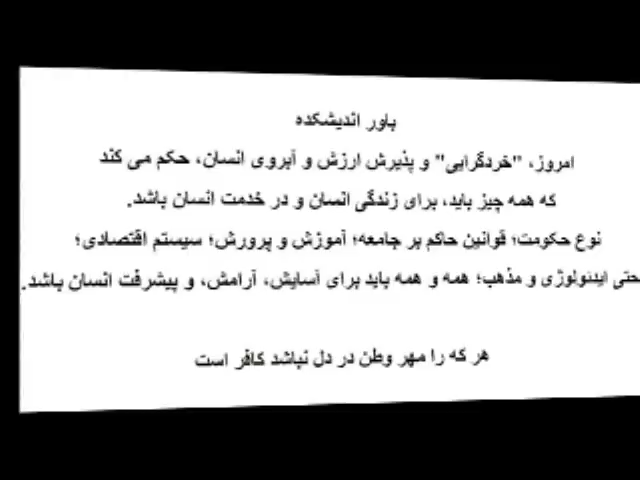 باور اندیشکده
امروز، "خردگرایی" و پذیرش ارزش و آبروی انسان، حکم می کند
که همه چیز باید، برای زندگی انسان و در خدمت انسان باشد.
نوع حکومت؛ قوانین حاکم بر جامعه؛ آموزش و پرورش؛ سیستم اقتصادی؛
حتی ایدئولوژی و مذهب؛ همه و همه باید برای آسایش، آرامش، و پیشرفت انسان باشد.
هر که را مهر وطن در دل نباشد کافر است